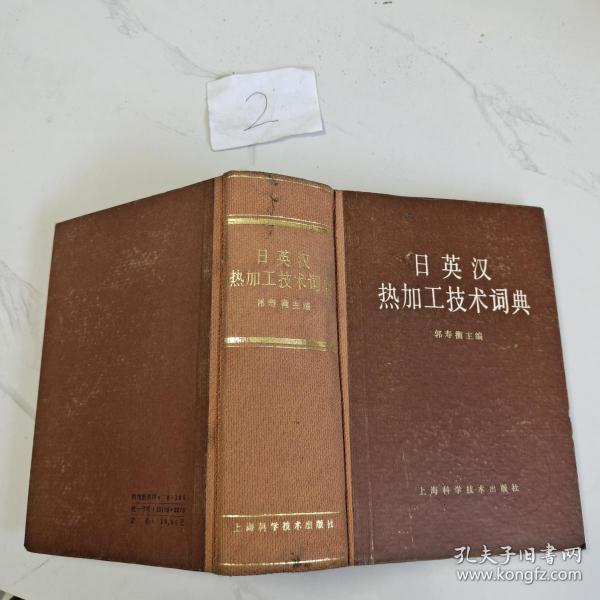 2
日英汉
热加工技术词典
郭寿衡主编
上海科学技术出版社
日英汉
热加工技术词典
郭寿衡主编
上海科学技术出版社
孔夫子旧书网
www.kongfz.com